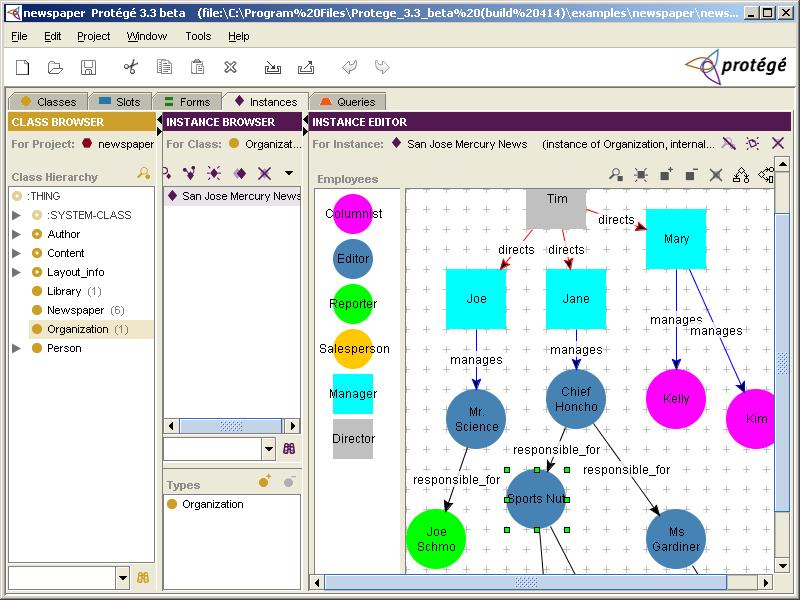 newspaper Protégé 3.3 beta (file:\C:\Program%20Files\Protege_3.3_beta%20(build%20414)\examples\newspaper\news...
File Edit Project Window Tools Help
protégé
Classes Slots Forms Instances Queries
CLASS BROWSER
For Project: newspaper
Class Hierarchy
:THING
:SYSTEM-CLASS
Author
Content
Layout_info
Library (1)
Newspaper (6)
Organization (1)
Person
INSTANCE BROWSER
For Class: Organizat...
San Jose Mercury News
Types
Organization
INSTANCE EDITOR
For Instance: San Jose Mercury News (instance of Organization, internal...
Employees
Columnist
Editor
Reporter
Salesperson
Manager
Director
Tim
directs
directs directs
Mary
Joe
Jane
manages
manages
manages
manages
Mr.
Science
Chief
Honcho
Kelly
Kim
responsible_for
responsible_for
responsible_for
Sports Nut
Joe
Schmo
Ms
Gardiner